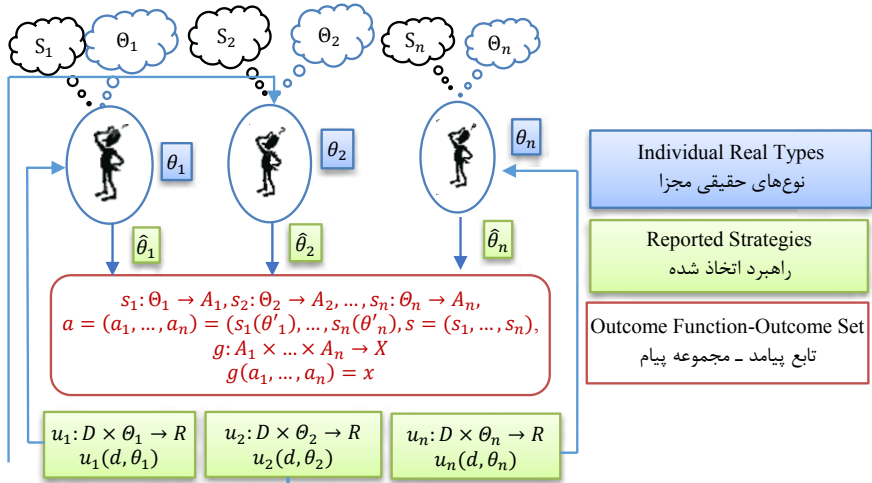 S₁ Θ₁ S₂ Θ₂ Sₙ Θₙ
θ₁ θ₂ θₙ
θ̂₁ θ̂₂ θ̂ₙ
Individual Real Types
نوع‌های حقیقی مجزا
Reported Strategies
راهبرد اتخاذ شده
Outcome Function-Outcome Set
تابع پیامد – مجموعه پیام
s₁: Θ₁ → A₁, s₂: Θ₂ → A₂, … , sₙ: Θₙ → Aₙ,
a = (a₁, … , aₙ) = (s₁(θ′₁), … , sₙ(θ′ₙ), s = (s₁, … , sₙ),
g: A₁ × … × Aₙ → X
g(a₁, … , aₙ) = x
u₁: D × Θ₁ → R
u₁(d, θ₁)
u₂: D × Θ₂ → R
u₂(d, θ₂)
uₙ: D × Θₙ → R
uₙ(d, θₙ)